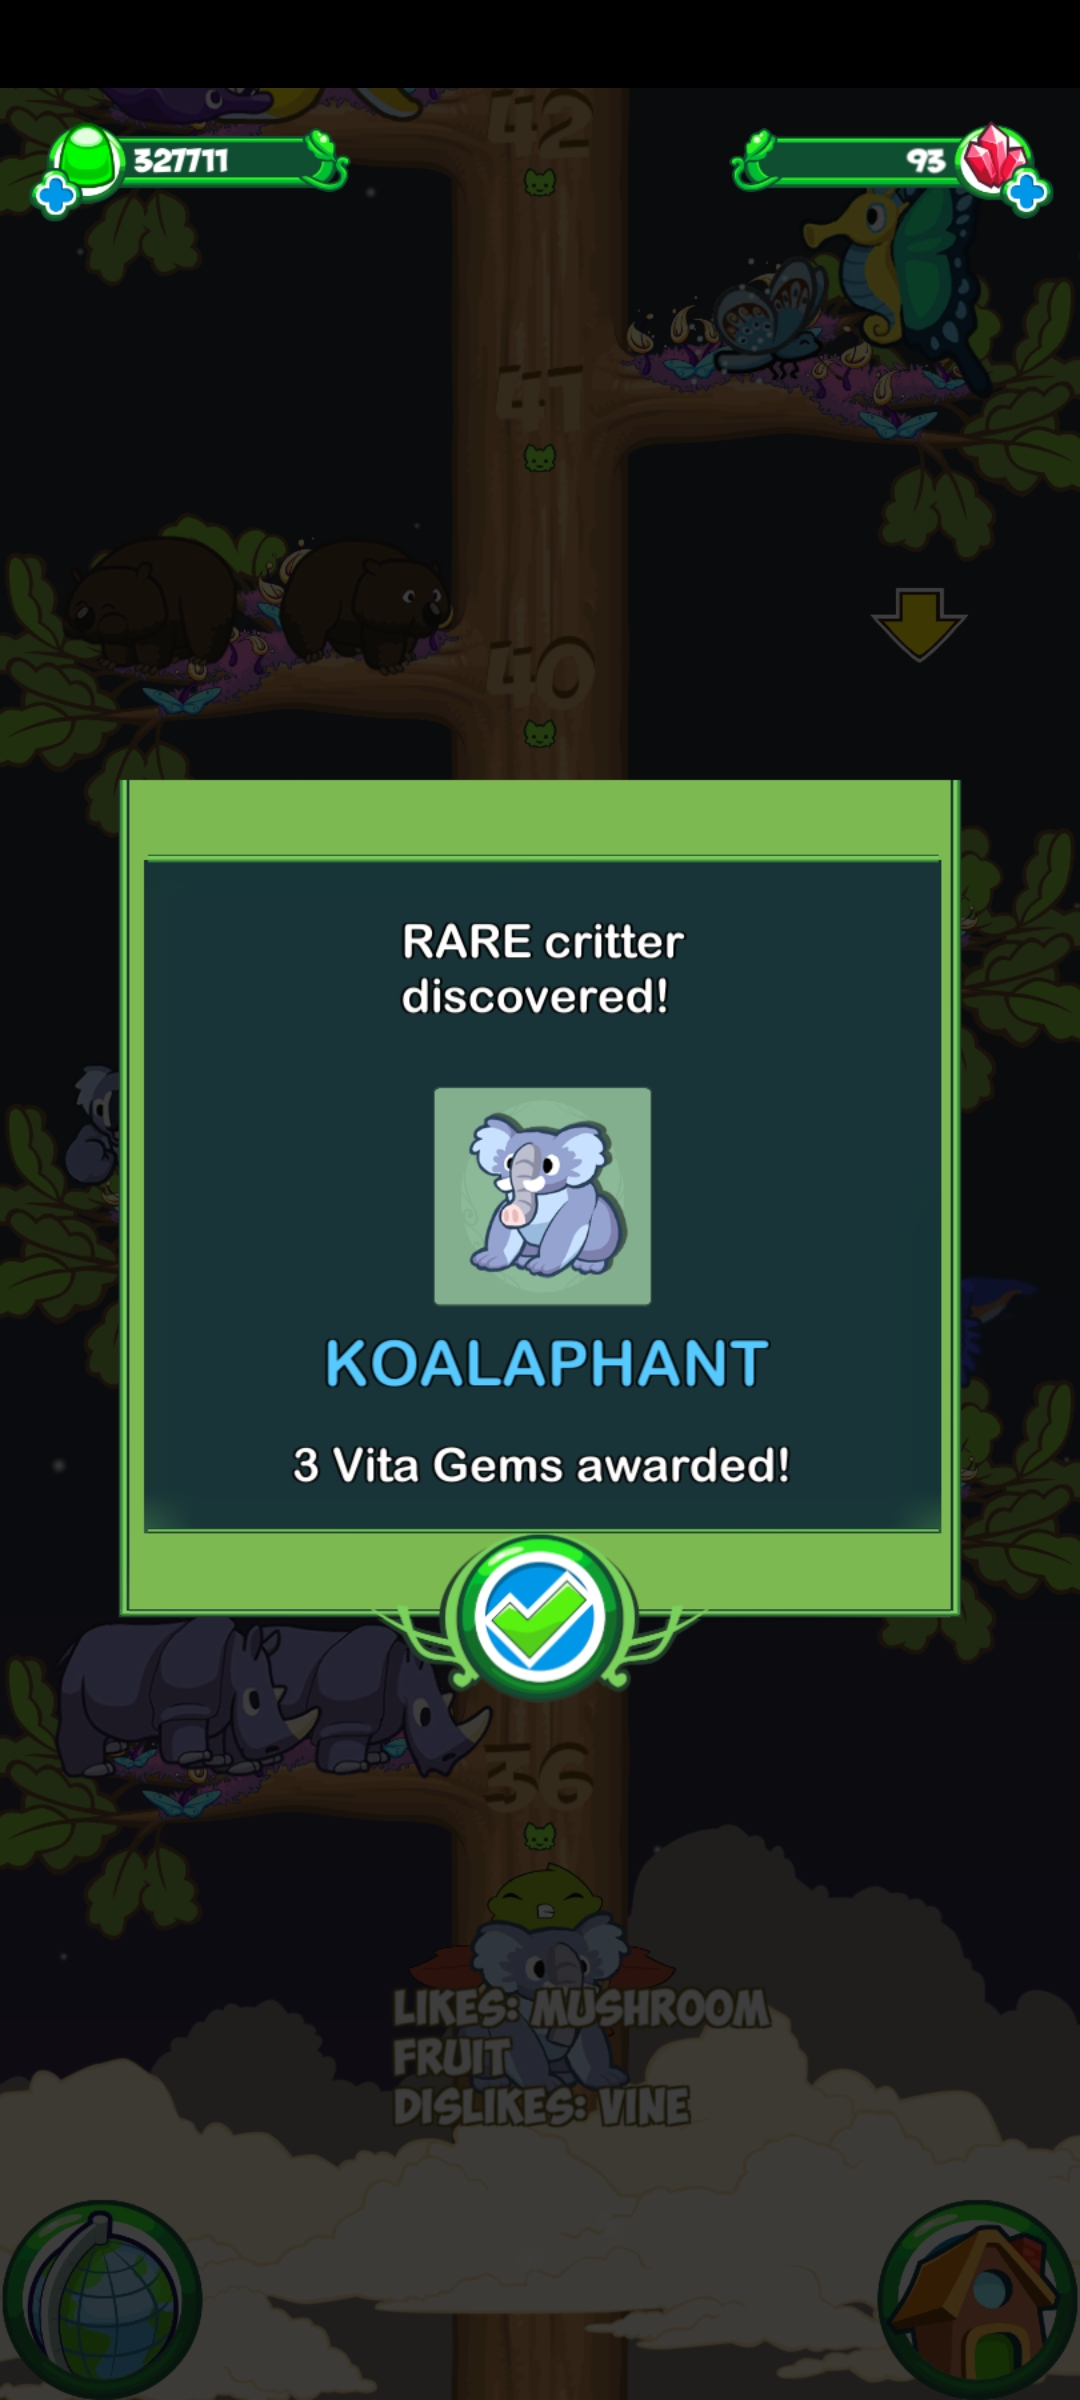 42
327711
93
41
40
RARE critter
discovered!
KOALAPHANT
3 Vita Gems awarded!
36
LIKES: MUSHROOM
FRUIT
DISLIKES: VINE